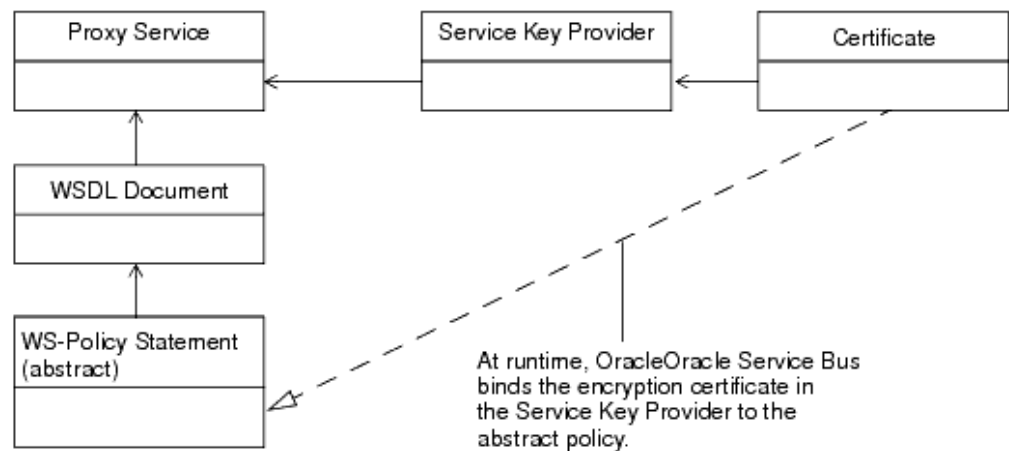 Proxy Service
Service Key Provider
Certificate
WSDL Document
WS-Policy Statement
(abstract)
At runtime, OracleOracle Service Bus
binds the encryption certificate in
the Service Key Provider to the
abstract policy.